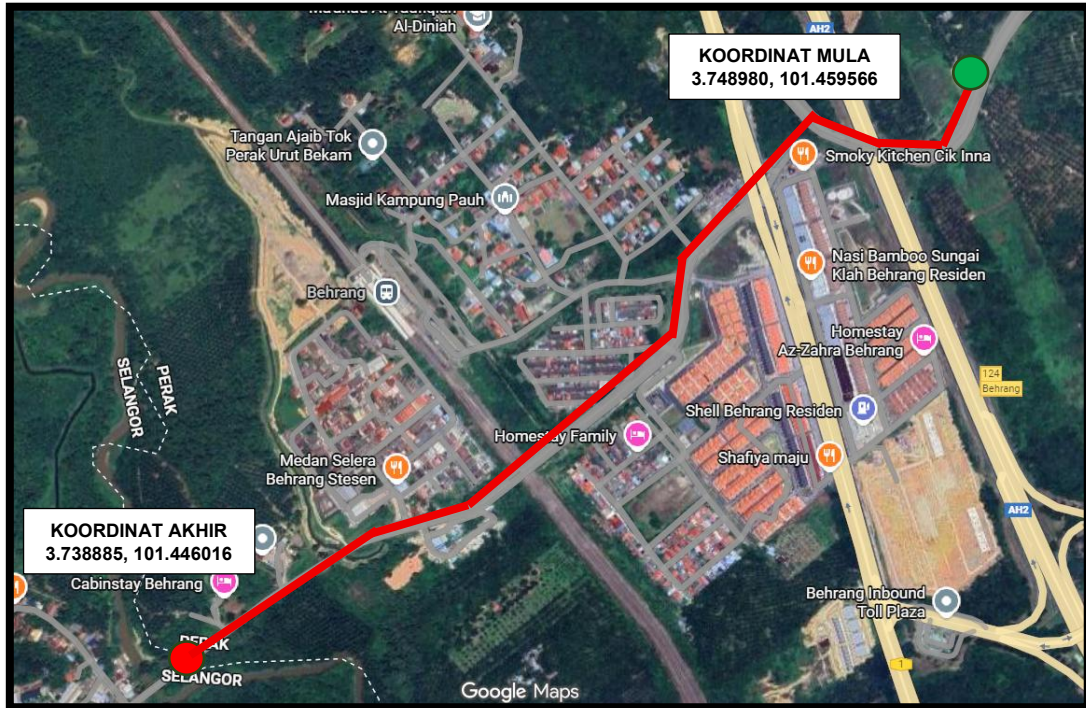 Al-Diniah
AH2
KOORDINAT MULA
3.748980, 101.459566
Tangan Ajaib Tok
Perak Urut Bekam
Smoky Kitchen Cik Inna
Masjid Kampung Pauh
Nasi Bamboo Sungai
Klah Behrang Residen
Behrang
Homestay
Az-Zahra Behrang
PERAK
SELANGOR
124
Behrang
Shell Behrang Residen
Homestay Family
Shafiya maju
Medan Selera
Behrang Stesen
AH2
KOORDINAT AKHIR
3.738885, 101.446016
Cabinstay Behrang
Behrang Inbound
Toll Plaza
PERAK
SELANGOR
1
Google Maps